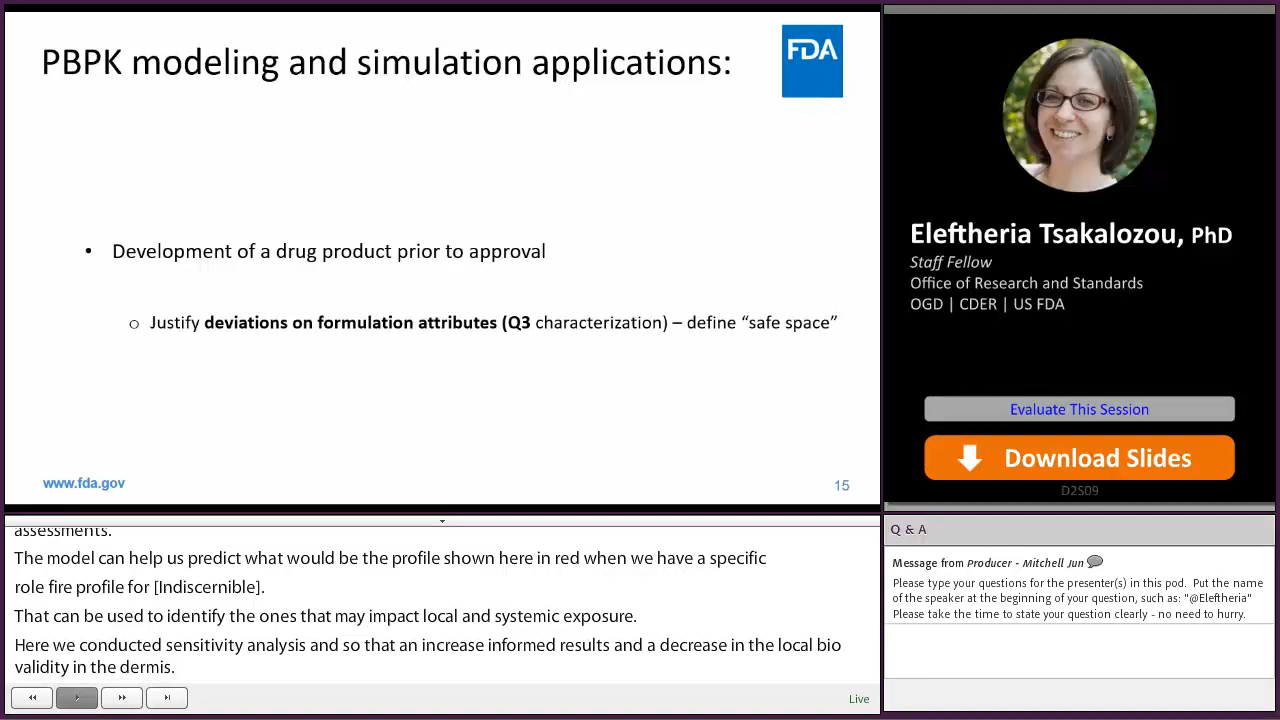 PBPK modeling and simulation applications:
FDA
• Development of a drug product prior to approval
o Justify deviations on formulation attributes (Q3 characterization) – define “safe space”
www.fda.gov
15
Eleftheria Tsakalozou, PhD
Staff Fellow
Office of Research and Standards
OGD | CDER | US FDA
Evaluate This Session
Download Slides
D2S09
assessments.
The model can help us predict what would be the profile shown here in red when we have a specific
role fire profile for [Indiscernible].
That can be used to identify the ones that may impact local and systemic exposure.
Here we conducted sensitivity analysis and so that an increase informed results and a decrease in the local bio
validity in the dermis.
Live
Q & A
Message from Producer - Mitchell Jun
Please type your questions for the presenter(s) in this pod. Put the name
of the speaker at the beginning of your question, such as: "@Eleftheria"
Please take the time to state your question clearly - no need to hurry.